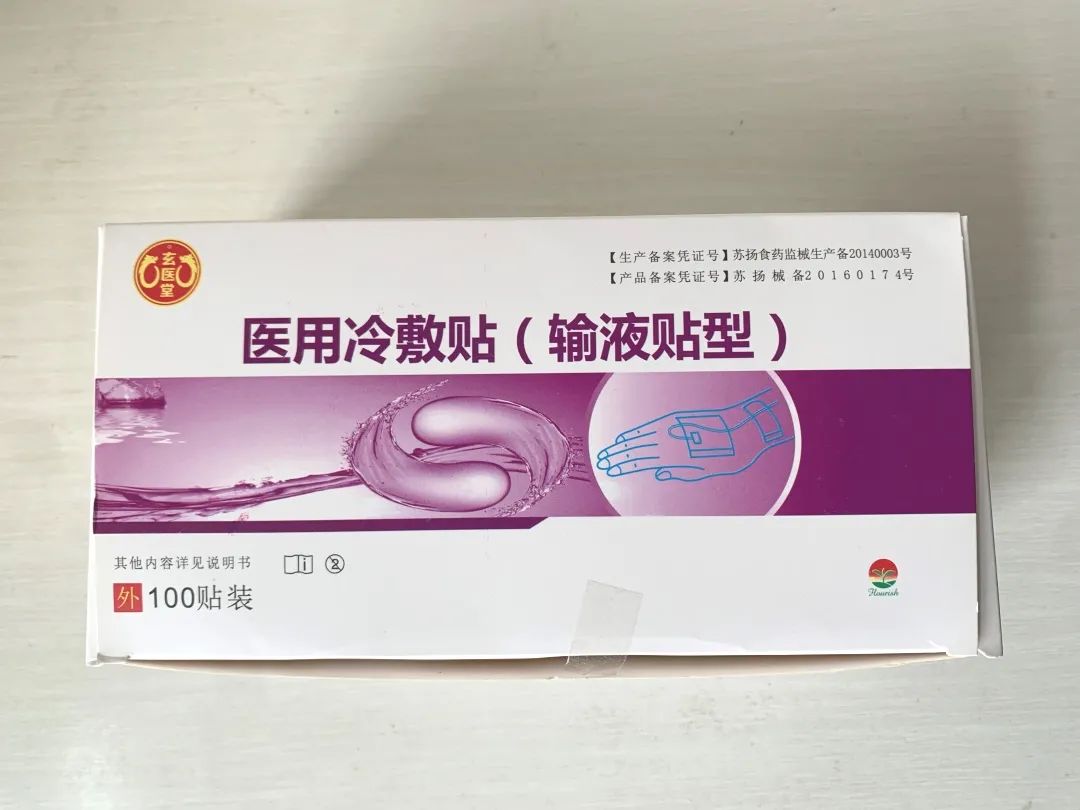 玄医堂
【生产备案凭证号】苏扬食药监械生产备20140003号
【产品备案凭证号】苏扬械备20160174号
医用冷敷贴（输液贴型）
其他内容详见说明书
外 100贴装
Flourish